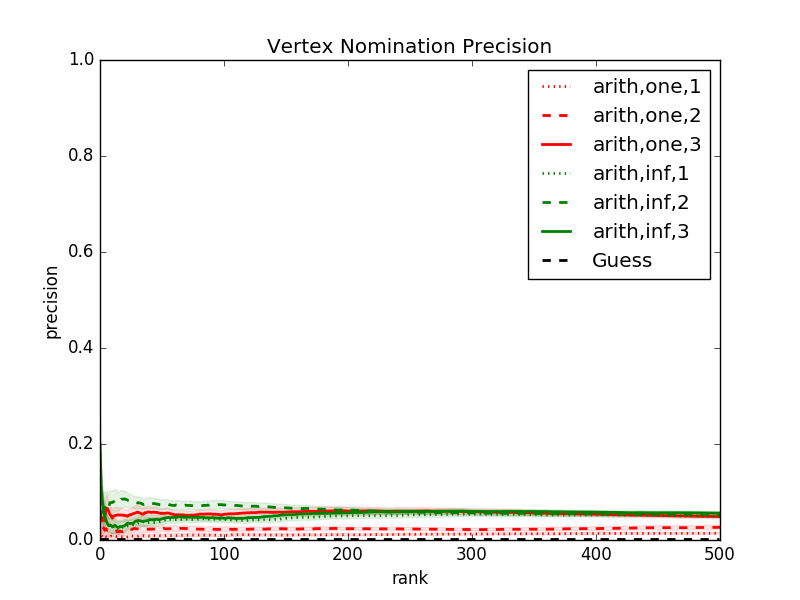 Vertex Nomination Precision
1.0
0.8
0.6
0.4
0.2
0.0
precision
arith,one,1
arith,one,2
arith,one,3
arith,inf,1
arith,inf,2
arith,inf,3
Guess
0 100 200 300 400 500
rank